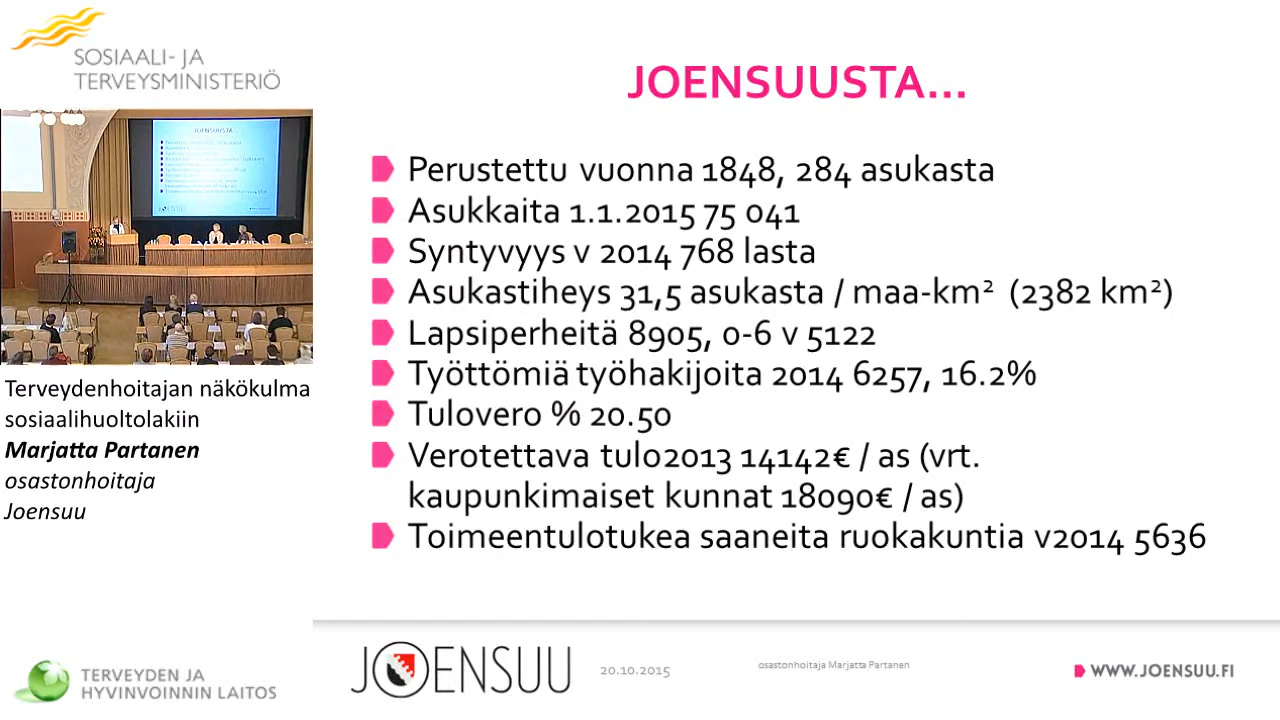 SOSIAALI- JA
TERVEYSMINISTERIÖ
JOENSUUSTA...
Terveydenhoitajan näkökulma
sosiaalihuoltolakiin
Marjatta Partanen
osastonhoitaja
Joensuu
JOENSUUSTA...
Perustettu vuonna 1848, 284 asukasta
Asukkaita 1.1.2015 75 041
Syntyvyys v 2014 768 lasta
Asukastiheys 31,5 asukasta / maa-km² (2382 km²)
Lapsiperheitä 8905, 0-6 v 5122
Työttömiä työhakijoita 2014 6257, 16.2%
Tulovero % 20.50
Verotettava tulo2013 14142€ / as (vrt.
kaupunkimaiset kunnat 18090€ / as)
Toimeentulotukea saaneita ruokakuntia v2014 5636
TERVEYDEN JA
HYVINVOINNIN LAITOS
JOENSUU
20.10.2015
osastonhoitaja Marjatta Partanen
WWW.JOENSUU.FI